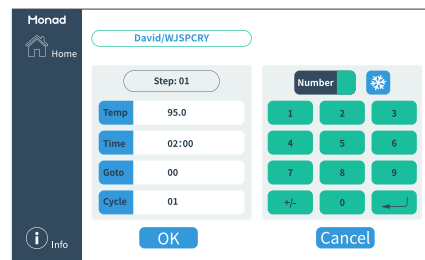 Monad
Home
David/WJSPCRY
Step: 01
Temp 95.0
Time 02:00
Goto 00
Cycle 01
OK
Number
1 2 3
4 5 6
7 8 9
+/- 0
Cancel
i Info